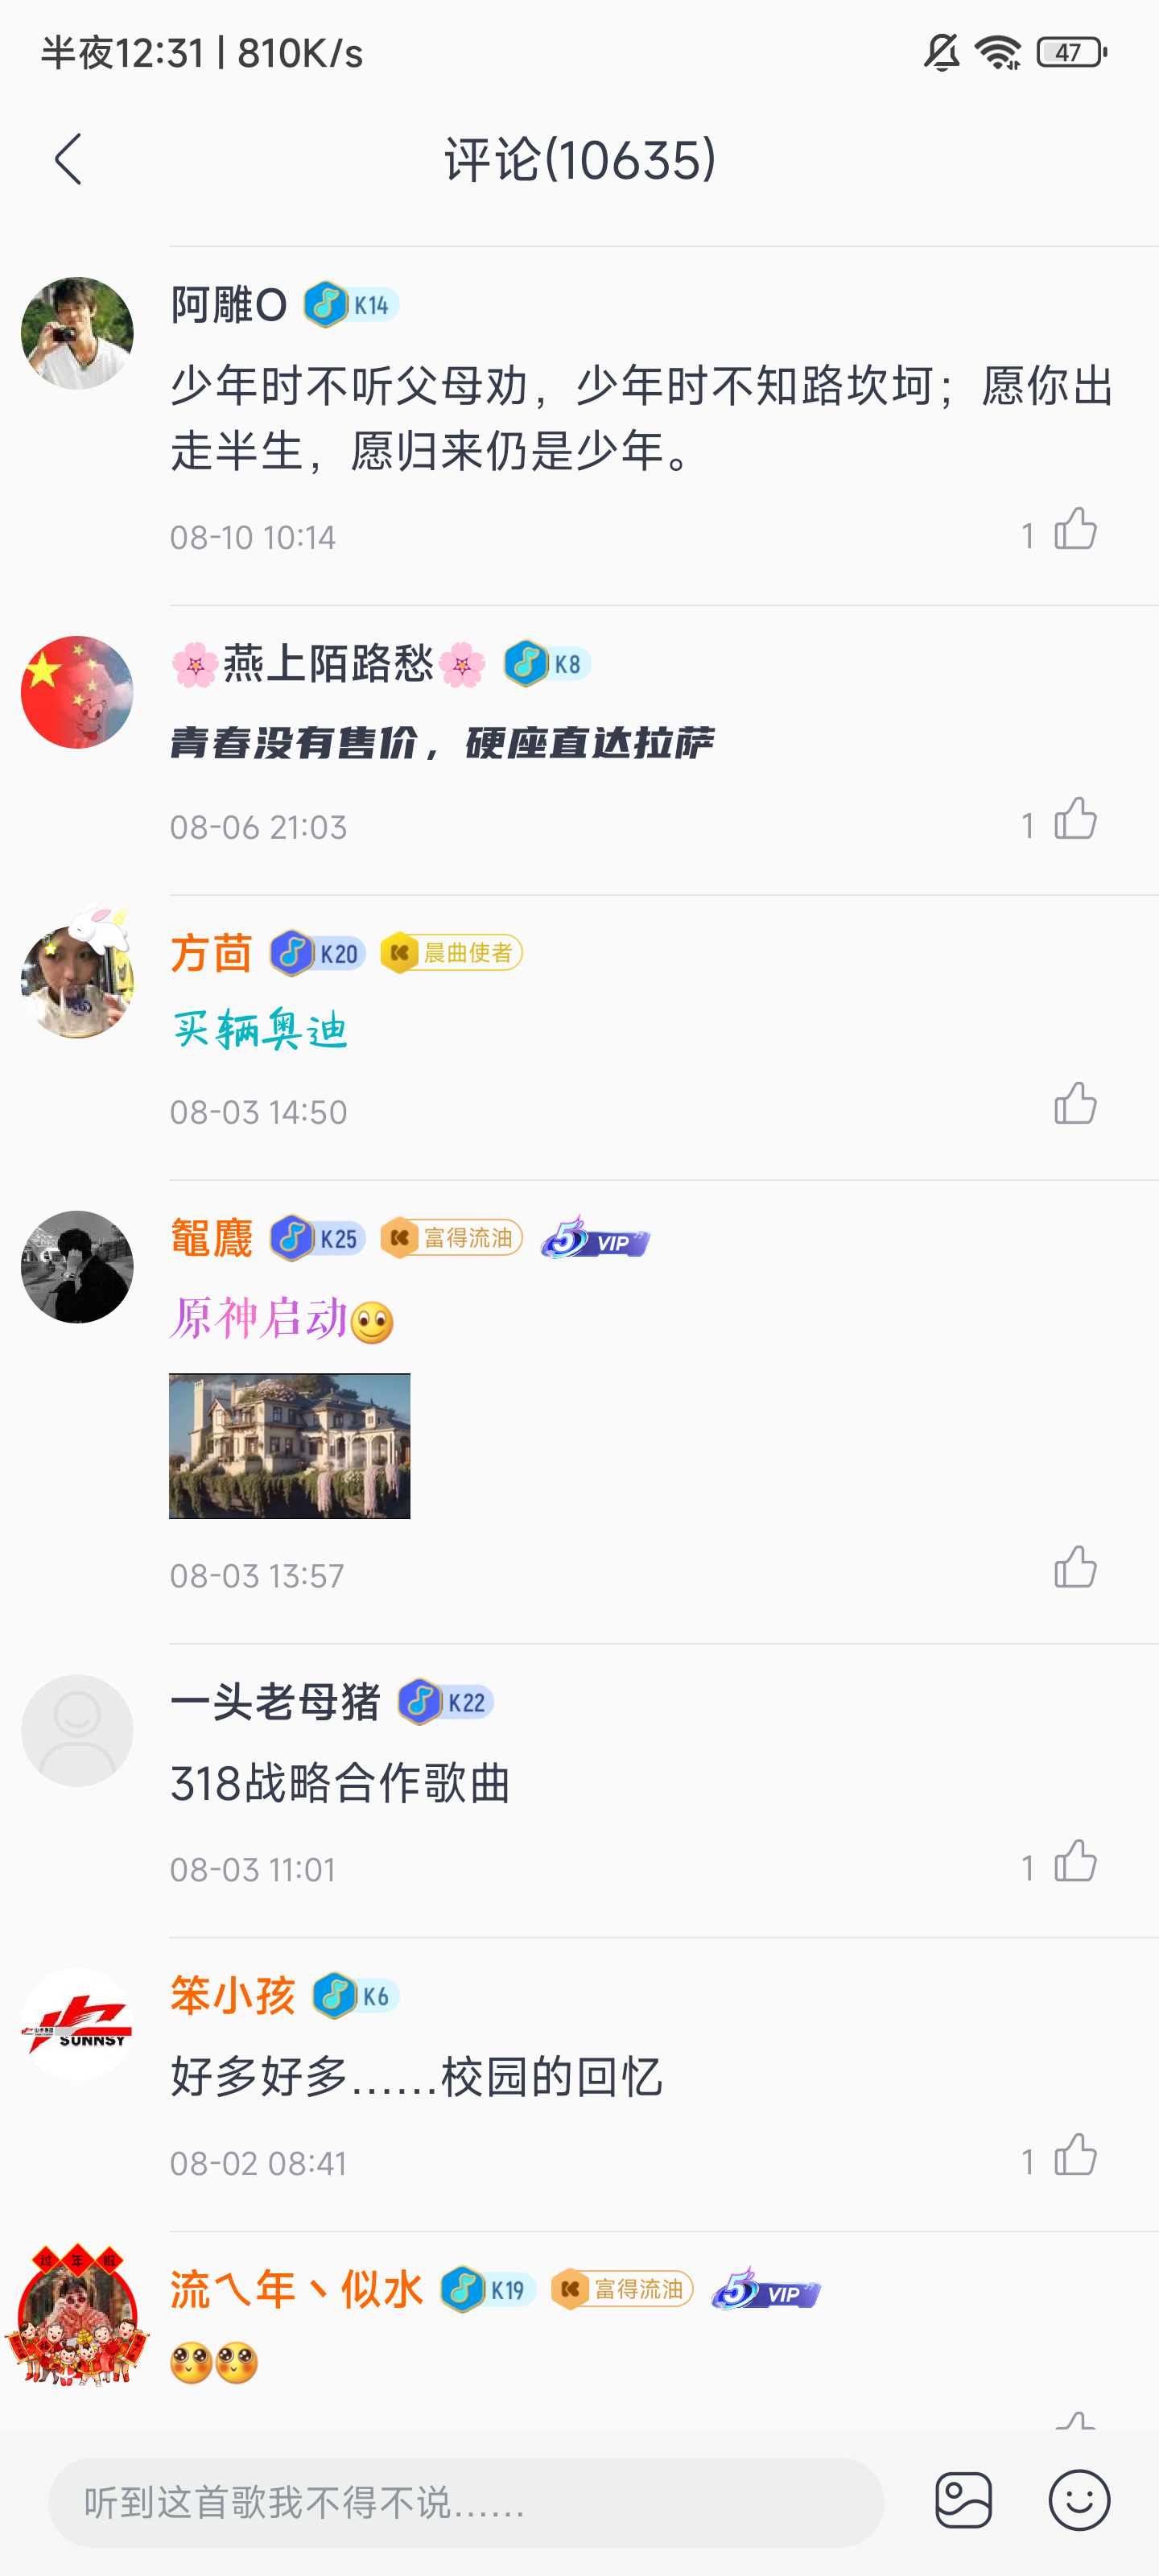 半夜12:31 | 810K/s
47
评论(10635)
阿雕O K14
少年时不听父母劝，少年时不知路坎坷；愿你出
走半生，愿归来仍是少年。
08-10 10:14 1
🌸燕上陌路愁🌸 K8
青春没有售价，硬座直达拉萨
08-06 21:03 1
方茴 K20 晨曲使者
买辆奥迪
08-03 14:50
K25 富得流油 5 VIP
原神启动
08-03 13:57
一头老母猪 K22
318战略合作歌曲
08-03 11:01 1
SUNNSY
笨小孩 K6
好多好多……校园的回忆
08-02 08:41 1
过年啦
流乀年丶似水 K19 富得流油 5 VIP
听到这首歌我不得不说……